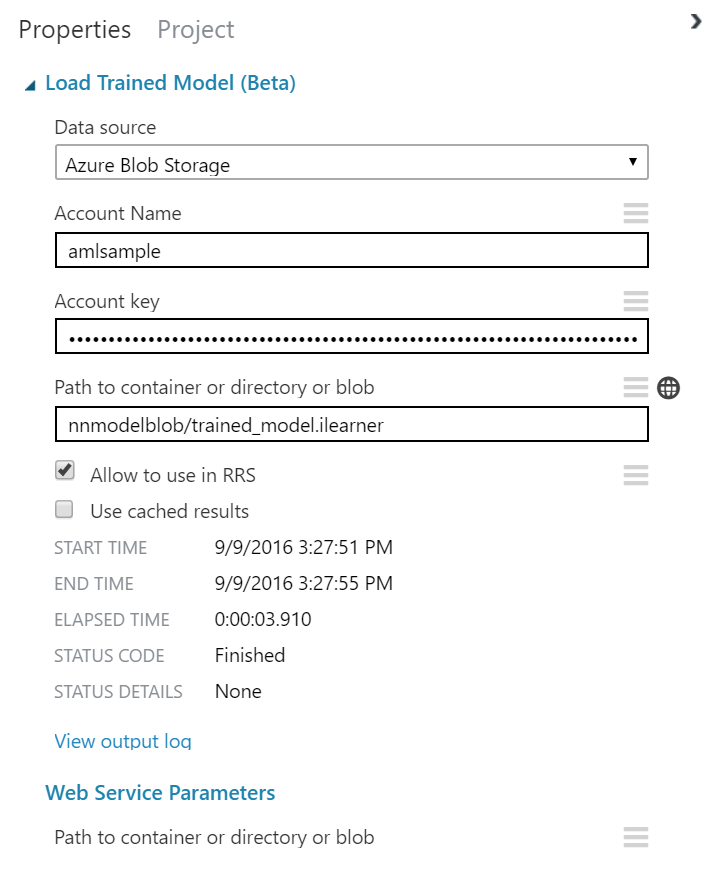 Properties Project
Load Trained Model (Beta)
Data source
Azure Blob Storage
Account Name
amlsample
Account key
Path to container or directory or blob
nnmodelblob/trained_model.ilearner
Allow to use in RRS
Use cached results
START TIME 9/9/2016 3:27:51 PM
END TIME 9/9/2016 3:27:55 PM
ELAPSED TIME 0:00:03.910
STATUS CODE Finished
STATUS DETAILS None
View output log
Web Service Parameters
Path to container or directory or blob